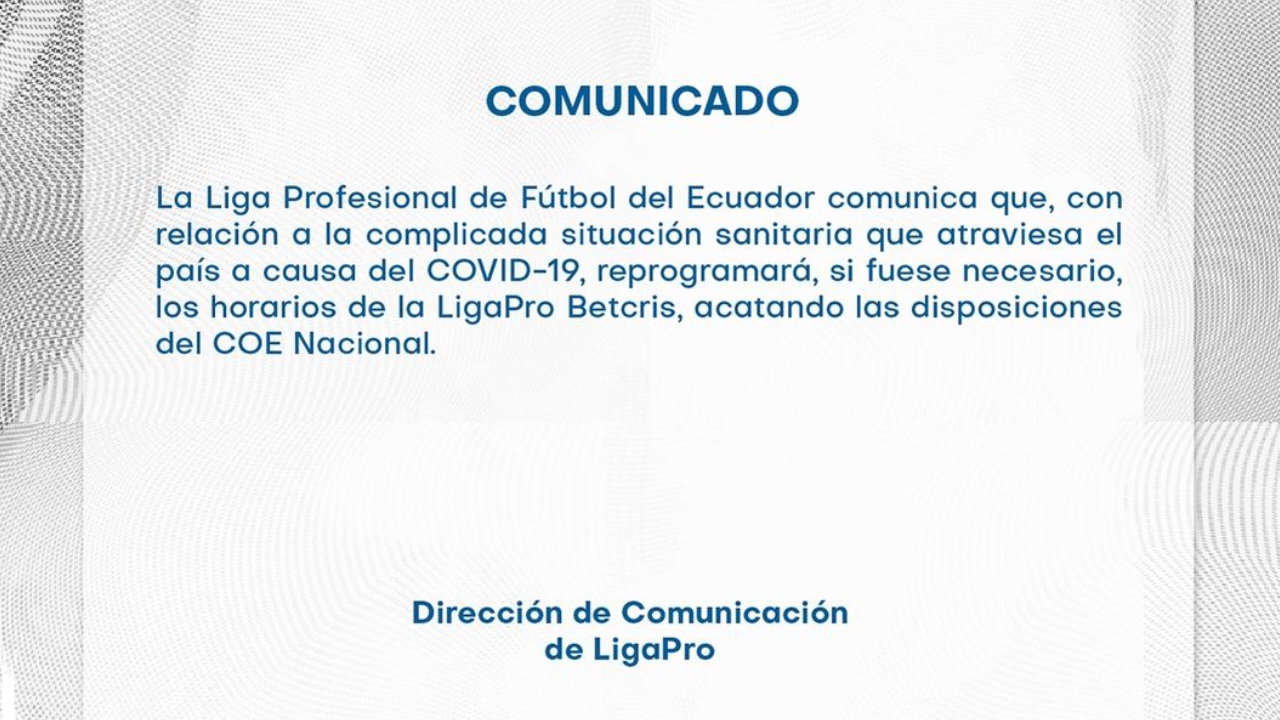 COMUNICADO
La Liga Profesional de Fútbol del Ecuador comunica que, con
relación a la complicada situación sanitaria que atraviesa el
país a causa del COVID-19, reprogramará, si fuese necesario,
los horarios de la LigaPro Betcris, acatando las disposiciones
del COE Nacional.
Dirección de Comunicación
de LigaPro